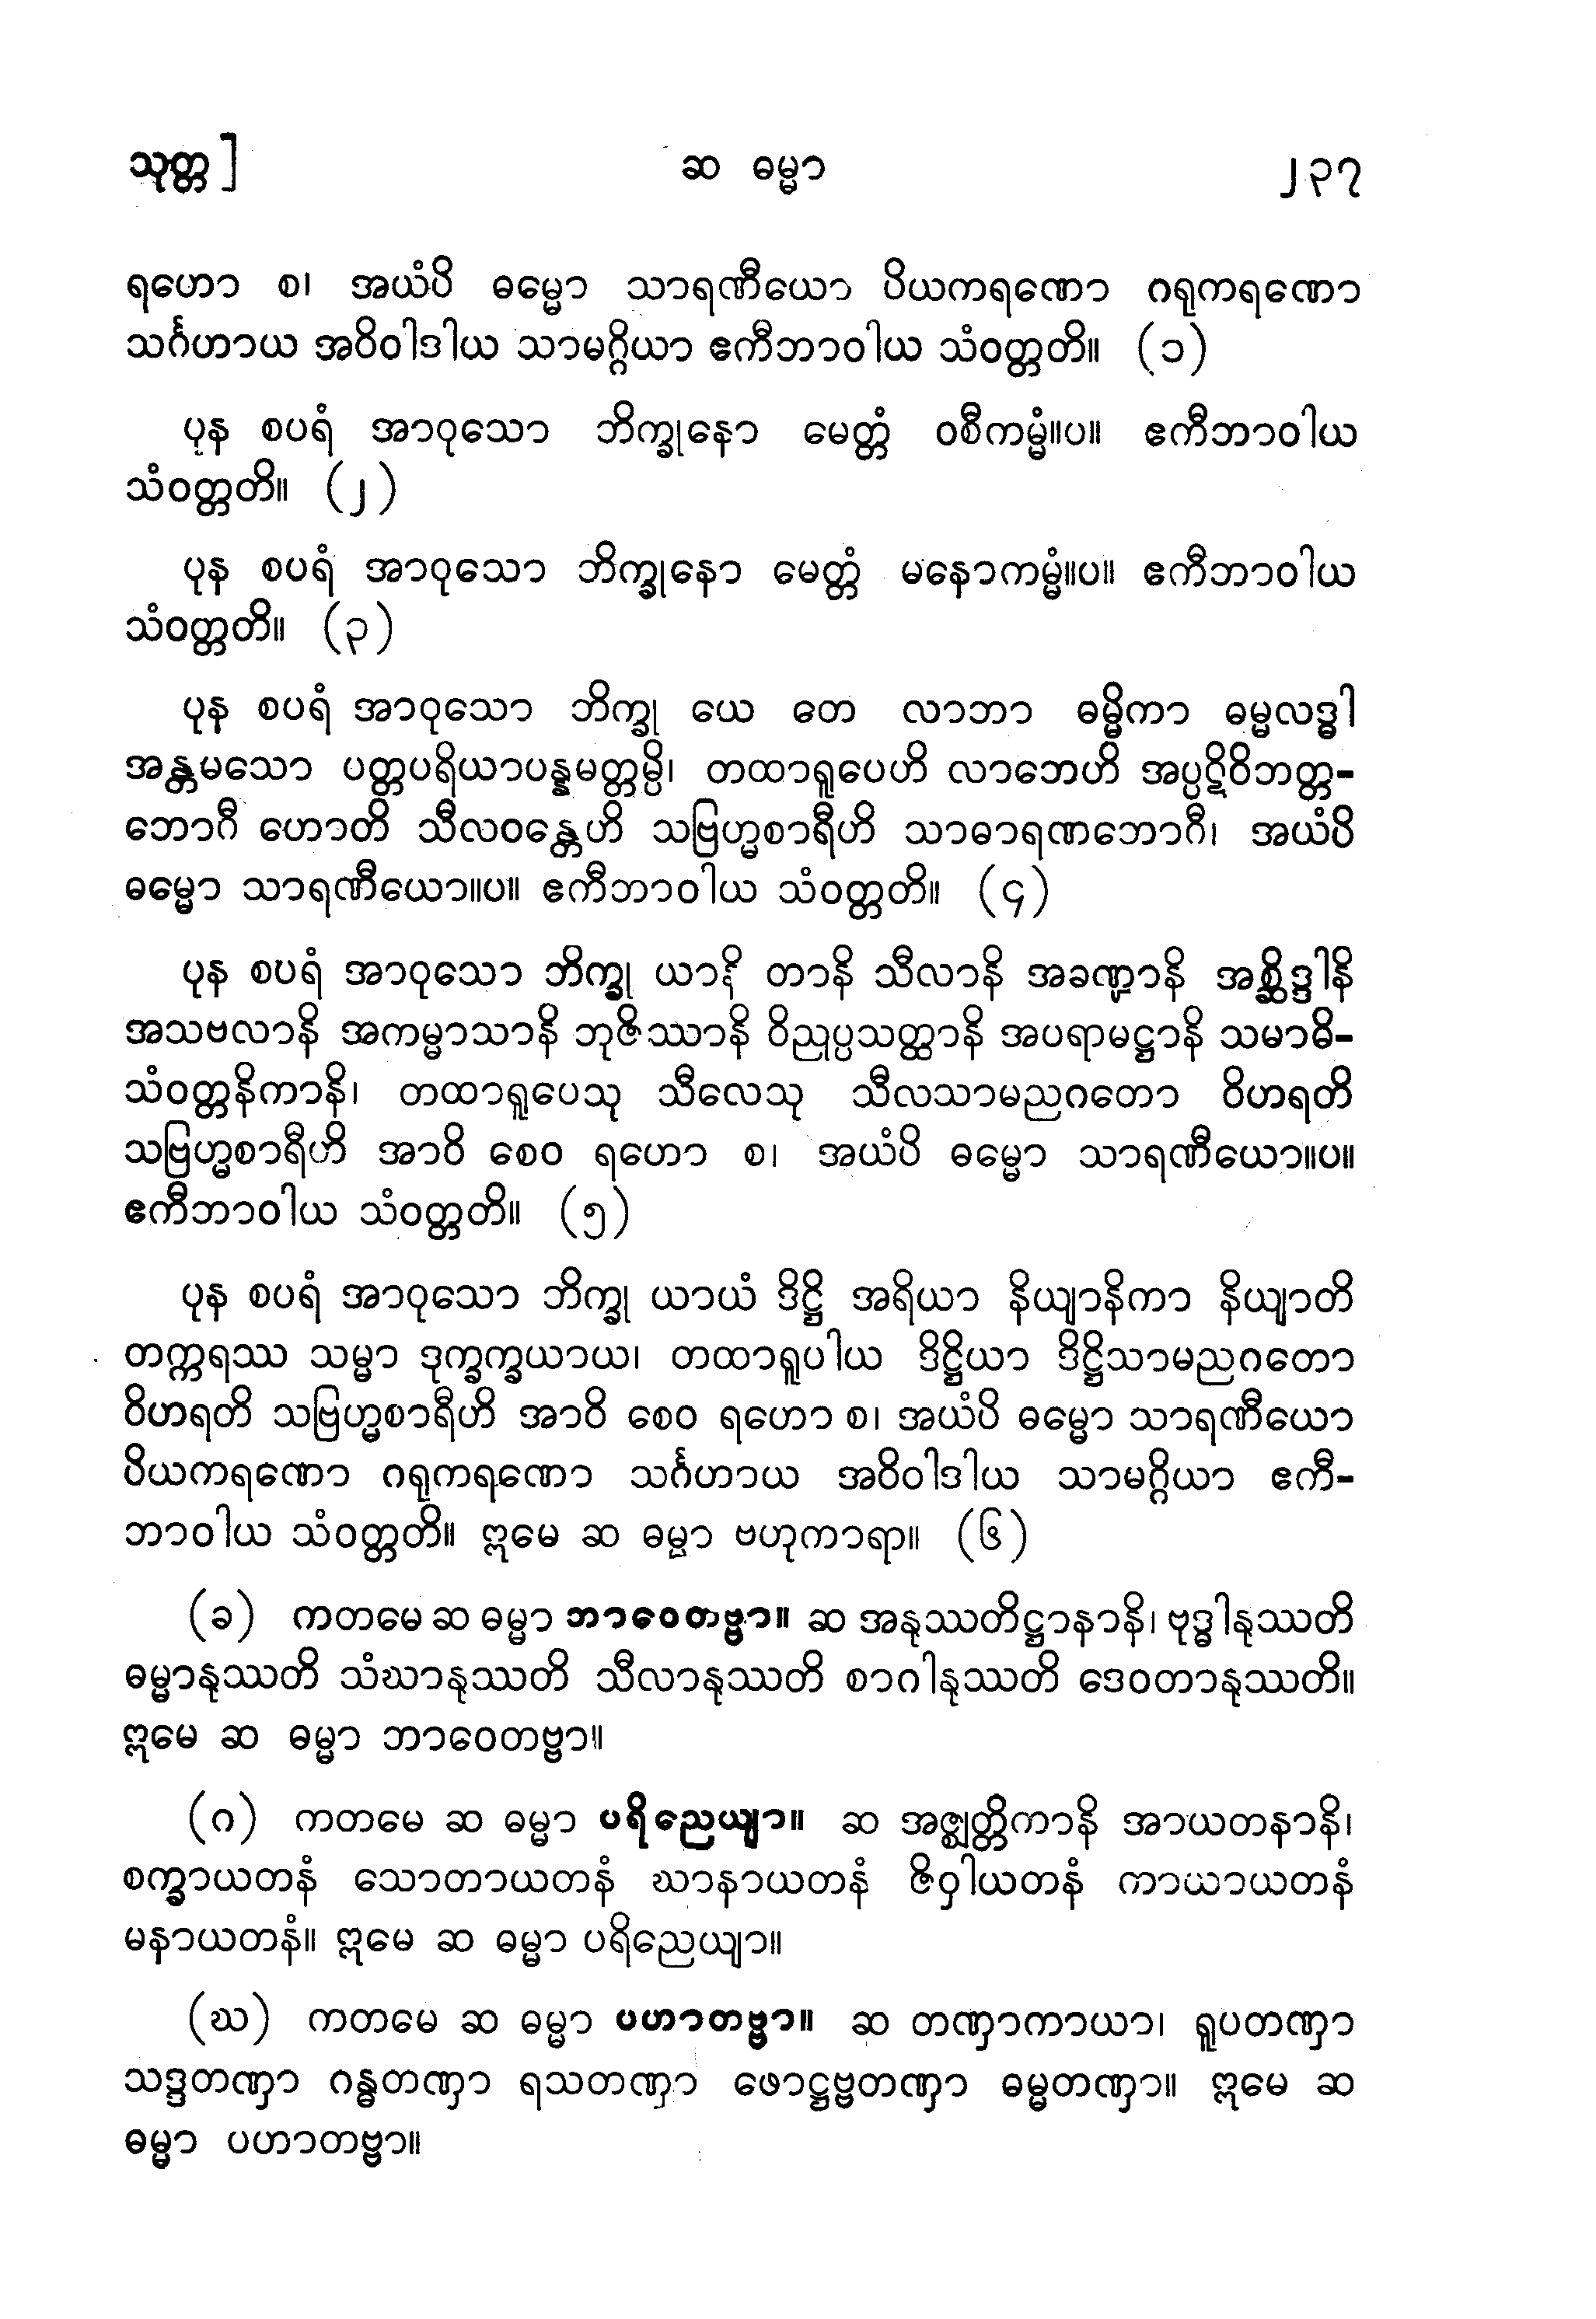 သုတ္တ]
ဆ ဓမ္မာ
၂၃၇
ရဟော စ၊ အယံပိ ဓမ္မော သာရဏီယော ပိယကရဏော ဂရုကရဏော
သင်္ဂဟာယ အဝိဝါဒါယ သာမဂ္ဂိယာ ဧကီဘာဝါယ သံဝတ္တတိ။ (၁)
ပုန စပရံ အာဝုသော ဘိက္ခုနော မေတ္တံ ဝစီကမ္မံ။ပ။ ဧကီဘာဝါယ
သံဝတ္တတိ။ (၂)
ပုန စပရံ အာဝုသော ဘိက္ခုနော မေတ္တံ မနောကမ္မံ။ပ။ ဧကီဘာဝါယ
သံဝတ္တတိ။ (၃)
ပုန စပရံ အာဝုသော ဘိက္ခု ယေ တေ လာဘာ ဓမ္မိကာ ဓမ္မလဒ္ဓါ
အန္တမသော ပတ္တပရိယာပန္နမတ္တမ္ပိ၊ တထာရူပေဟိ လာဘေဟိ အပ္ပဋိဝိဘတ္တ-
ဘောဂီ ဟောတိ သီလဝန္တေဟိ သဗြဟ္မစာရီဟိ သာဓာရဏဘောဂီ၊ အယံပိ
ဓမ္မော သာရဏီယော။ပ။ ဧကီဘာဝါယ သံဝတ္တတိ။ (၄)
ပုန စပရံ အာဝုသော ဘိက္ခု ယာနိ တာနိ သီလာနိ အခဏ္ဍာနိ အစ္ဆိဒ္ဒါနိ
အသဗလာနိ အကမ္မာသာနိ ဘုဇိဿာနိ ဝိညုပ္ပသတ္ထာနိ အပရာမဋ္ဌာနိ သမာဓိ-
သံဝတ္တနိကာနိ၊ တထာရူပေသု သီလေသု သီလသာမညဂတော ဝိဟရတိ
သဗြဟ္မစာရီဟိ အာဝိ စေဝ ရဟော စ၊ အယံပိ ဓမ္မော သာရဏီယော။ပ။
ဧကီဘာဝါယ သံဝတ္တတိ။ (၅)
ပုန စပရံ အာဝုသော ဘိက္ခု ယာယံ ဒိဋ္ဌိ အရိယာ နိယျာနိကာ နိယျာတိ
တက္ကရဿ သမ္မာ ဒုက္ခက္ခယာယ၊ တထာရူပါယ ဒိဋ္ဌိယာ ဒိဋ္ဌိသာမညဂတော
ဝိဟရတိ သဗြဟ္မစာရီဟိ အာဝိ စေဝ ရဟော စ၊ အယံပိ ဓမ္မော သာရဏီယော
ပိယကရဏော ဂရုကရဏော သင်္ဂဟာယ အဝိဝါဒါယ သာမဂ္ဂိယာ ဧကီ-
ဘာဝါယ သံဝတ္တတိ။ ဣမေ ဆ ဓမ္မာ ဗဟုကာရာ။ (၆)
(ခ) ကတမေ ဆ ဓမ္မာ ဘာဝေတဗ္ဗာ။ ဆ အနုဿတိဋ္ဌာနာနိ၊ ဗုဒ္ဓါနုဿတိ
ဓမ္မာနုဿတိ သံဃာနုဿတိ သီလာနုဿတိ စာဂါနုဿတိ ဒေဝတာနုဿတိ။
ဣမေ ဆ ဓမ္မာ ဘာဝေတဗ္ဗာ။
(ဂ) ကတမေ ဆ ဓမ္မာ ပရိညေယျာ။ ဆ အဇ္ဈတ္တိကာနိ အာယတနာနိ၊
စက္ခာယတနံ သောတာယတနံ ဃာနာယတနံ ဇိဝှါယတနံ ကာယာယတနံ
မနာယတနံ။ ဣမေ ဆ ဓမ္မာ ပရိညေယျာ။
(ဃ) ကတမေ ဆ ဓမ္မာ ပဟာတဗ္ဗာ။ ဆ တဏှာကာယာ၊ ရူပတဏှာ
သဒ္ဒတဏှာ ဂန္ဓတဏှာ ရသတဏှာ ဖောဋ္ဌဗ္ဗတဏှာ ဓမ္မတဏှာ။ ဣမေ ဆ
ဓမ္မာ ပဟာတဗ္ဗာ။